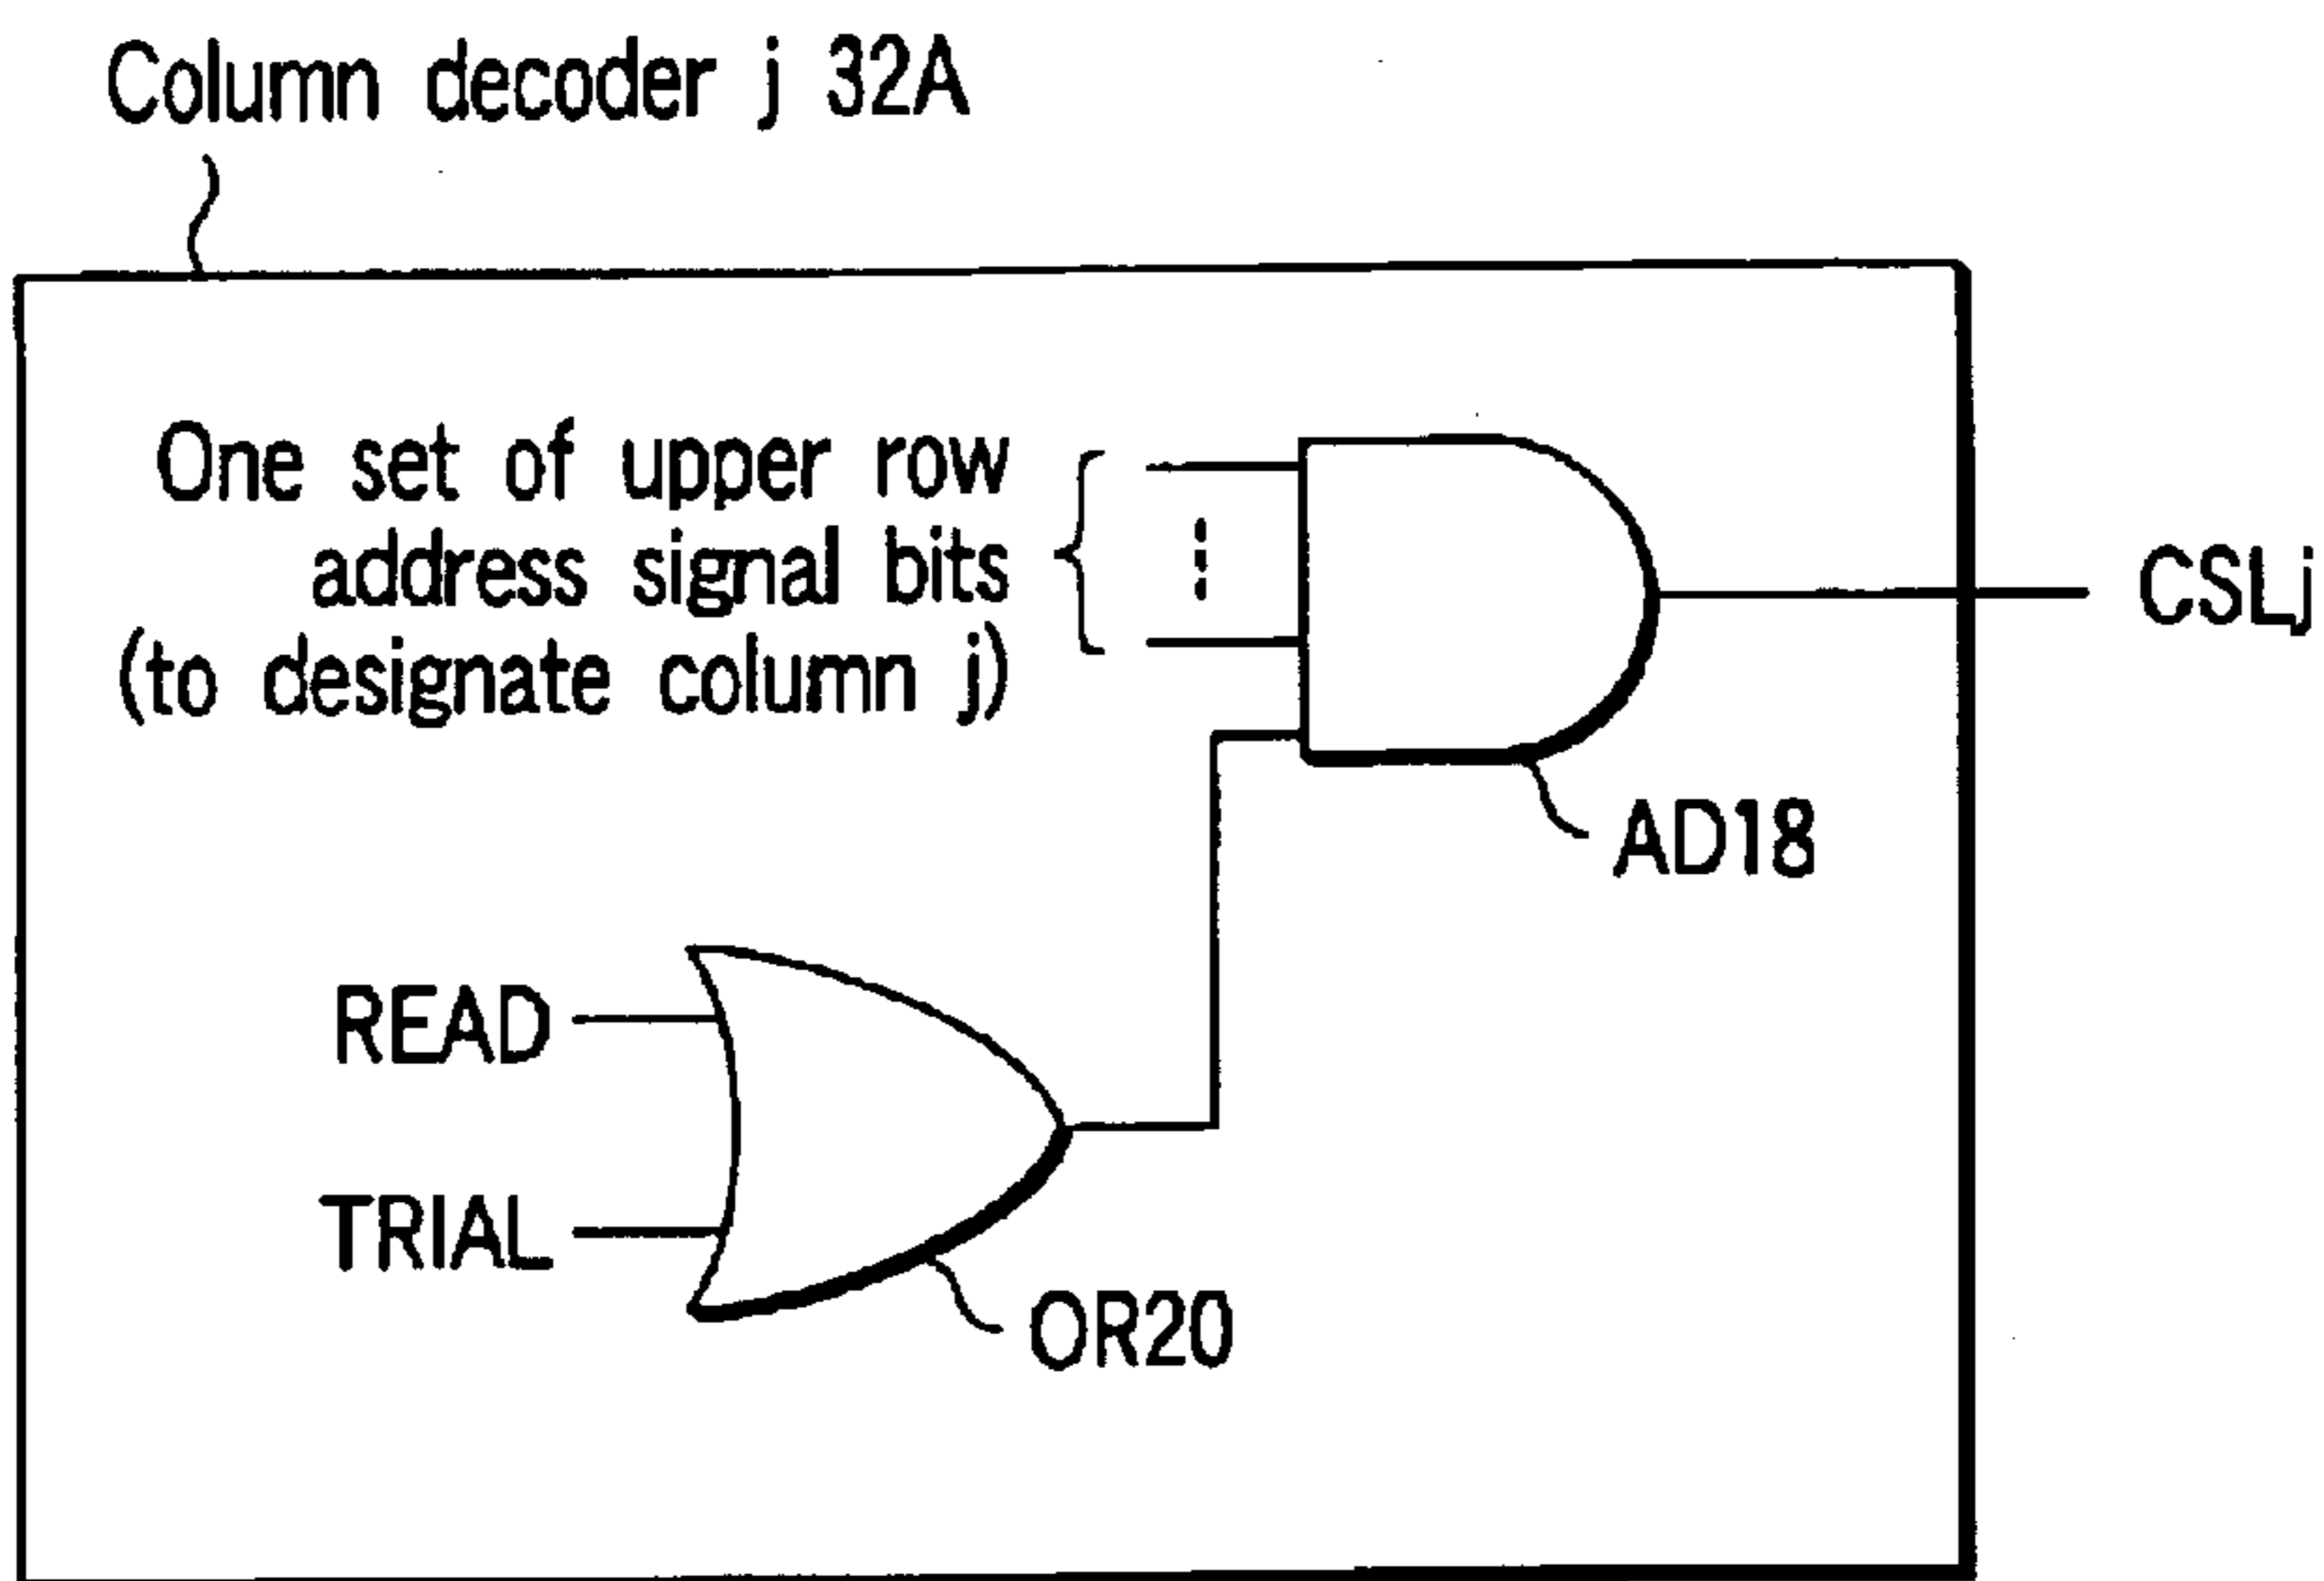 Column decoder j 32A
One set of upper row
address signal bits
(to designate column j)
CSLj
AD18
READ
TRIAL
OR20